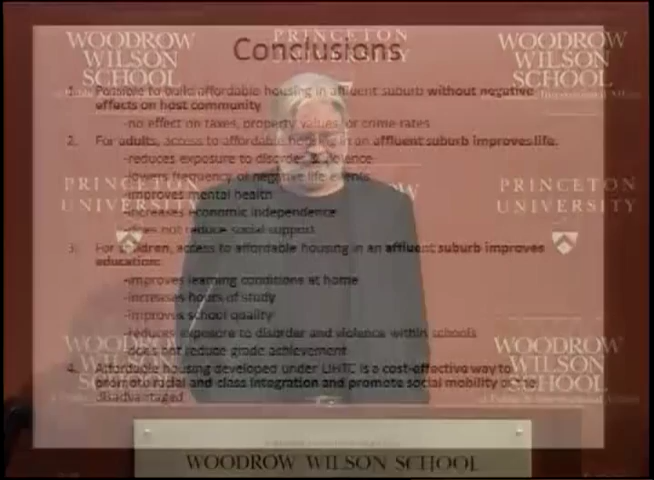 Conclusions
1. Possible to build affordable housing in an affluent suburb without negative
effects on host community
-no effect on taxes, property values, or crime rates
2. For adults, access to affordable housing in an affluent suburb improves life.
-reduces exposure to disorder & violence
-lowers frequency of negative life events
-improves mental health
-increases economic independence
-does not reduce social support
3. For children, access to affordable housing in an affluent suburb improves
education:
-improves learning conditions at home
-increases hours of study
-improves school quality
-reduces exposure to disorder and violence within schools
-does not reduce grade achievement
4. Affordable housing developed under LIHTC is a cost-effective way to
promote racial and class integration and promote social mobility of the
disadvantaged
WOODROW
WILSON
SCHOOL
PRINCETON
UNIVERSITY
WOODROW
WILSON
SCHOOL
PRINCETON
UNIVERSITY
PRINCETON
UNIVERSITY
WOODROW
WILSON
SCHOOL
WOODROW
WILSON
SCHOOL
of Public & International Affairs
WOODROW WILSON SCHOOL